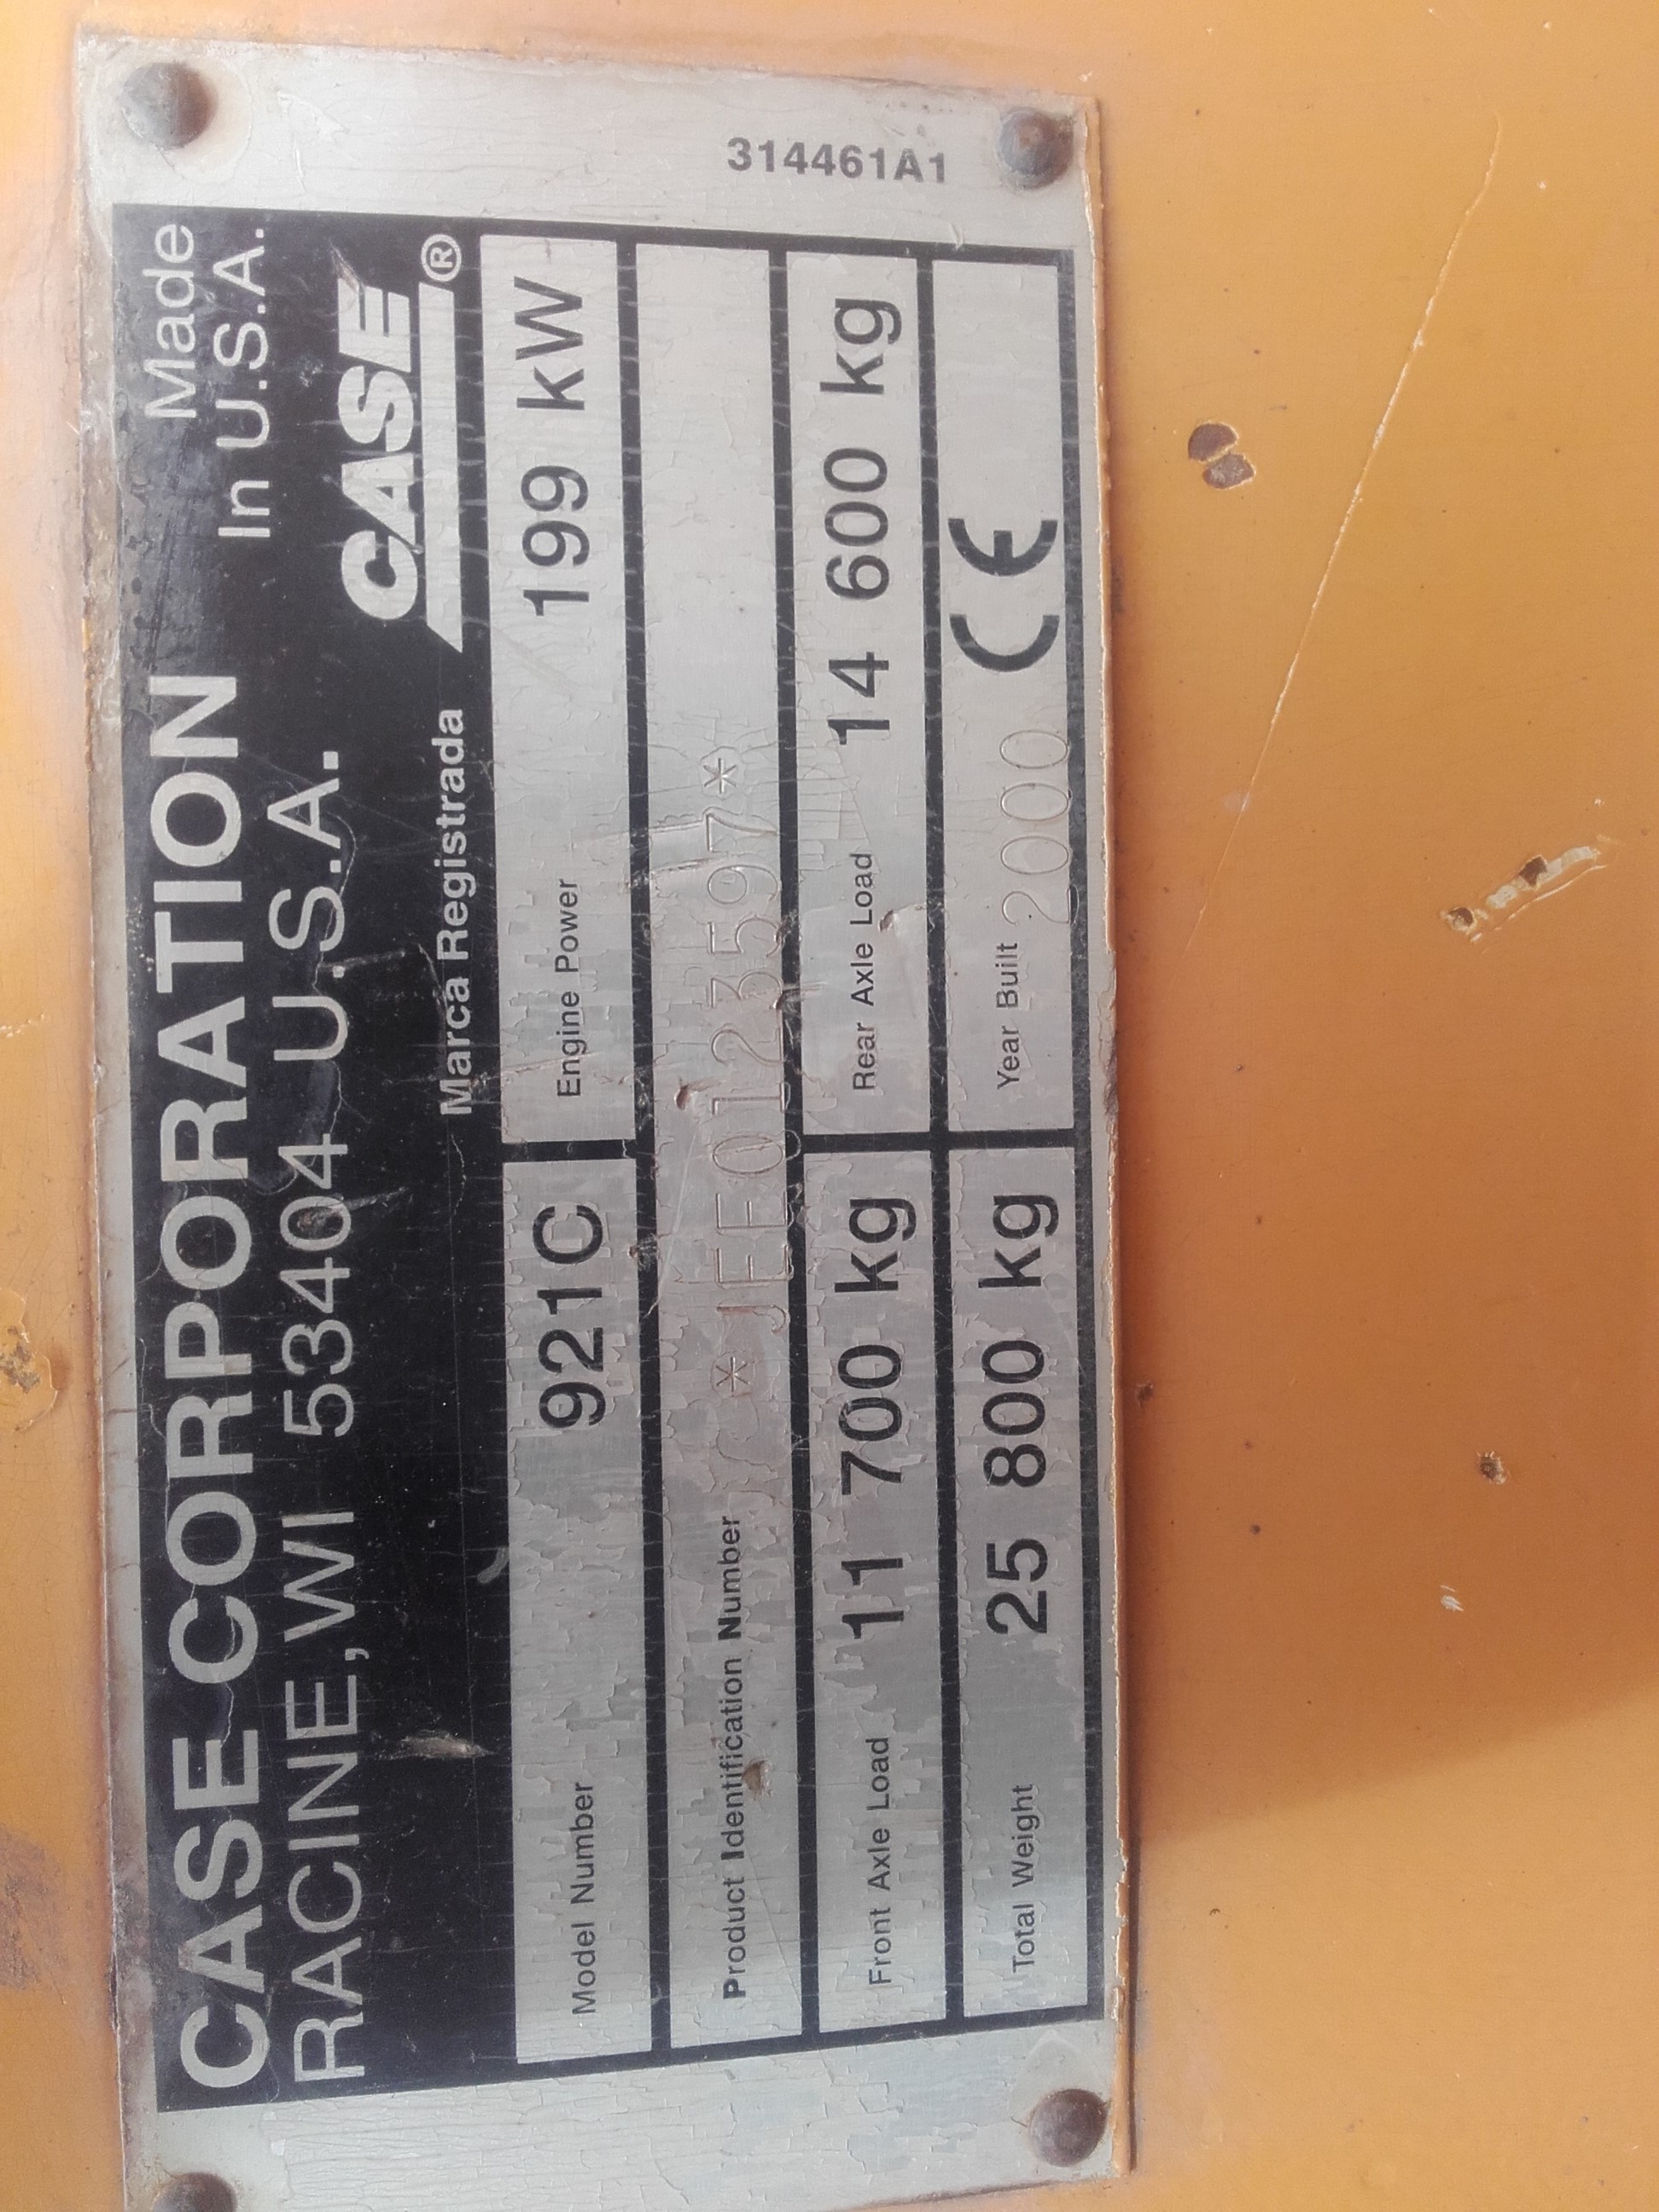 CASE CORPORATION
RACINE, WI 53404 U.S.A.
Made
In U.S.A.
Marca Registrada
CASE®
Model Number 921C
Engine Power 199 kW
Product Identification Number *JEE0123597*
Front Axle Load 11 700 kg
Rear Axle Load 14 600 kg
Total Weight 25 800 kg
Year Built 2000 CE
314461A1